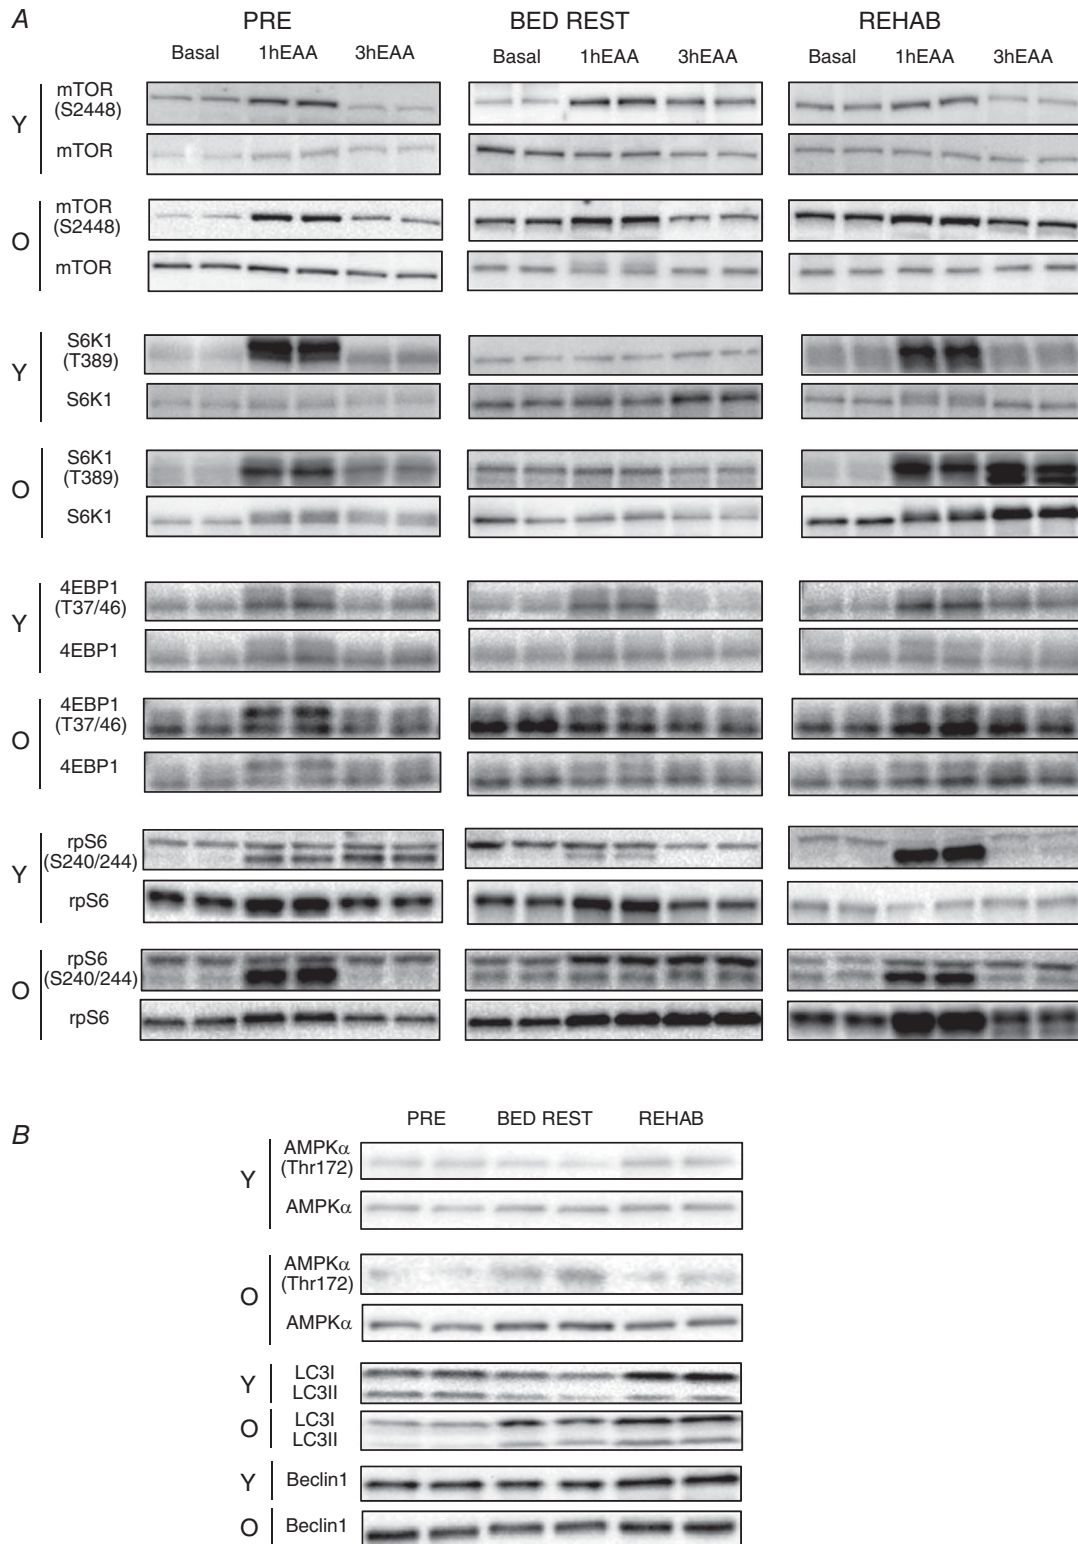 A
PRE BED REST REHAB
Basal 1hEAA 3hEAA Basal 1hEAA 3hEAA Basal 1hEAA 3hEAA
Y
mTOR
(S2448)
mTOR
O
mTOR
(S2448)
mTOR
Y
S6K1
(T389)
S6K1
O
S6K1
(T389)
S6K1
Y
4EBP1
(T37/46)
4EBP1
O
4EBP1
(T37/46)
4EBP1
Y
rpS6
(S240/244)
rpS6
O
rpS6
(S240/244)
rpS6
B
PRE BED REST REHAB
Y
AMPKα
(Thr172)
AMPKα
O
AMPKα
(Thr172)
AMPKα
Y
LC3I
LC3II
O
LC3I
LC3II
Y Beclin1
O Beclin1